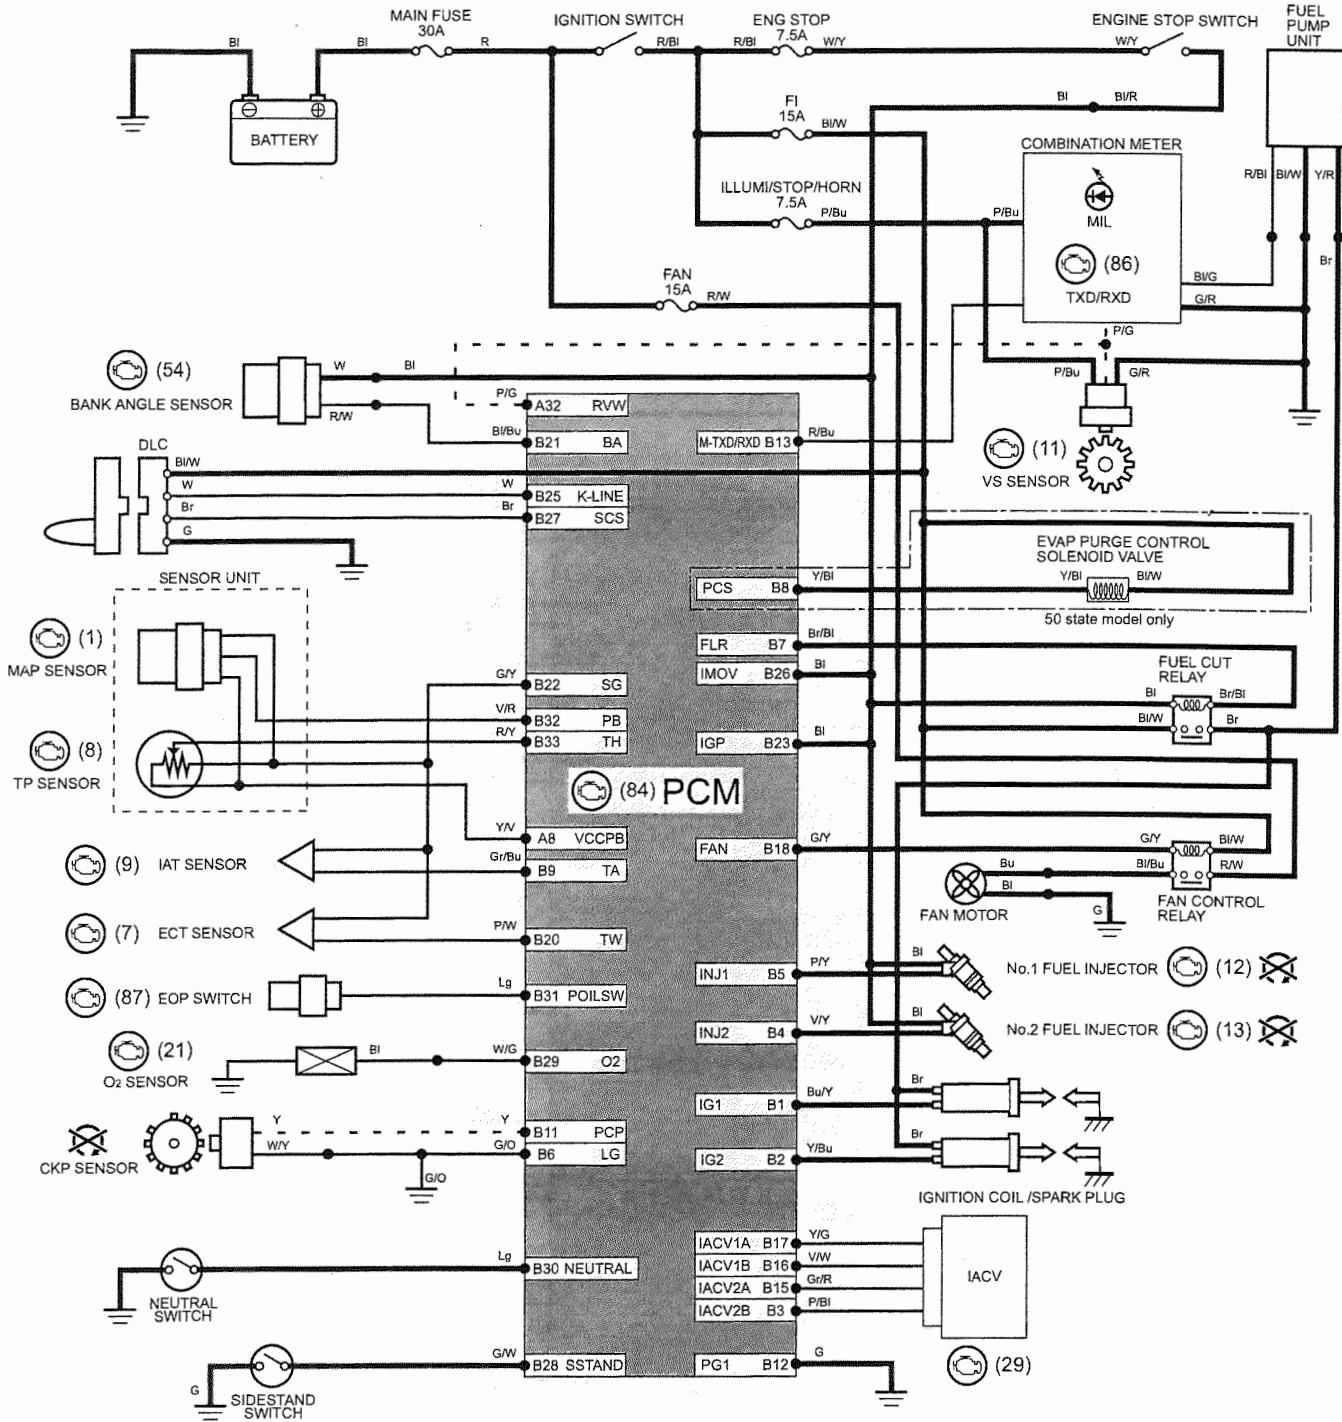 MAIN FUSE
30A
IGNITION SWITCH
ENG STOP
7.5A
ENGINE STOP SWITCH
FUEL
PUMP
UNIT
Bl
Bl
R
R/Bl
R/Bl
W/Y
W/Y
BATTERY
FI
15A
Bl/W
Bl
Bl/R
COMBINATION METER
MIL
(86)
TXD/RXD
R/Bl
Bl/W
Y/R
ILLUMI/STOP/HORN
7.5A
P/Bu
P/Bu
Br
Bl/G
G/R
FAN
15A
R/W
P/G
P/Bu
G/R
(54)
BANK ANGLE SENSOR
W
Bl
R/W
P/G
A32 RVW
Bl/Bu
B21 BA
M-TXD/RXD B13
R/Bu
(11)
VS SENSOR
DLC
Bl/W
W
W
B25 K-LINE
Br
Br
B27 SCS
G
EVAP PURGE CONTROL
SOLENOID VALVE
PCS B8
Y/Bl
Y/Bl
Bl/W
50 state model only
SENSOR UNIT
(1)
MAP SENSOR
(8)
TP SENSOR
G/Y
B22 SG
V/R
B32 PB
R/Y
B33 TH
FLR B7
Br/Bl
IMOV B26
Bl
IGP B23
Bl
FUEL CUT
RELAY
Bl
Br/Bl
Bl/W
Br
(84) PCM
Y/V
A8 VCCPB
(9) IAT SENSOR
Gr/Bu
B9 TA
(7) ECT SENSOR
P/W
B20 TW
FAN B18
G/Y
G/Y
Bl/W
Bl/Bu
R/W
Bu
Bl
G
FAN MOTOR
FAN CONTROL
RELAY
(87) EOP SWITCH
Lg
B31 POILSW
INJ1 B5
P/Y
Bl
No.1 FUEL INJECTOR (12)
INJ2 B4
V/Y
Bl
No.2 FUEL INJECTOR (13)
(21)
O2 SENSOR
Bl
W/G
B29 O2
IG1 B1
Bu/Y
Br
IG2 B2
Y/Bu
Br
IGNITION COIL /SPARK PLUG
CKP SENSOR
Y
Y
B11 PCP
W/Y
G/O
B6 LG
G/O
IACV1A B17
Y/G
IACV1B B16
V/W
IACV2A B15
Gr/R
IACV2B B3
P/Bl
IACV
(29)
NEUTRAL
SWITCH
Lg
B30 NEUTRAL
SIDESTAND
SWITCH
G
G/W
B28 SSTAND
PG1 B12
G